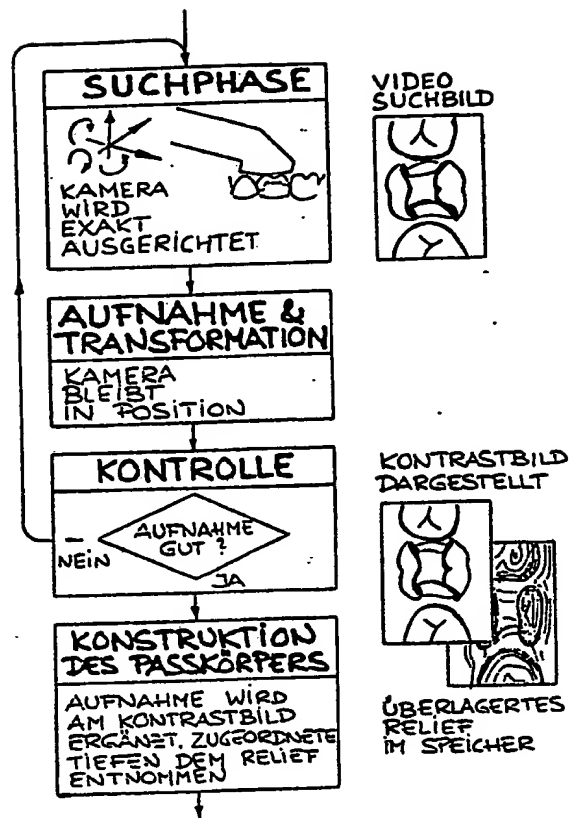 SUCHPHASE
KAMERA
WIRD
EXAKT
AUSGERICHTET
VIDEO
SUCHBILD
AUFNAHME &
TRANSFORMATION
KAMERA
BLEIBT
IN POSITION
KONTROLLE
AUFNAHME
GUT ?
NEIN
JA
KONTRASTBILD
DARGESTELLT
KONSTRUKTION
DES PASSKÖRPERS
AUFNAHME WIRD
AM KONTRASTBILD
ERGÄNET. ZUGEORDNETE
TIEFEN DEM RELIEF
ENTNOMMEN
ÜBERLAGERTES
RELIEF
IM SPEICHER